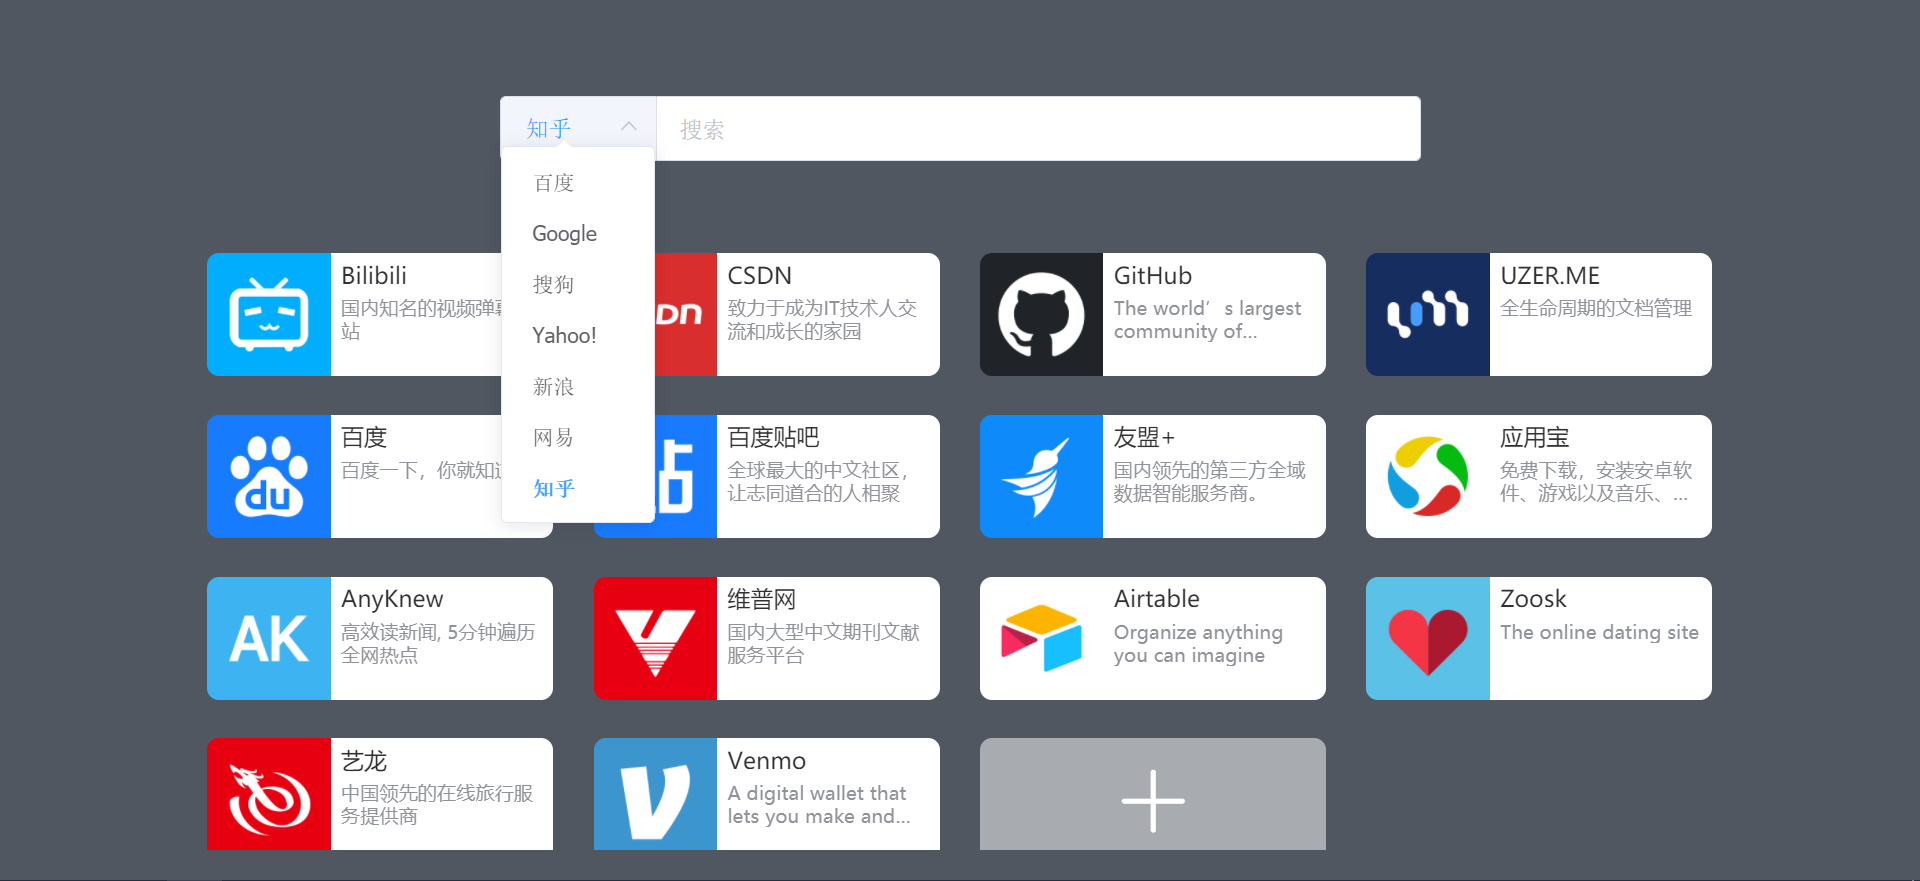 知乎
搜索
百度
Google
搜狗
Yahoo!
新浪
网易
知乎
Bilibili
国内知名的视频弹
站
DN
CSDN
致力于成为IT技术人交
流和成长的家园
GitHub
The world’s largest
community of...
UZER.ME
全生命周期的文档管理
du
百度
百度一下，你就知
百度贴吧
全球最大的中文社区，
让志同道合的人相聚
友盟+
国内领先的第三方全域
数据智能服务商。
应用宝
免费下载，安装安卓软
件、游戏以及音乐、...
AK
AnyKnew
高效读新闻, 5分钟遍历
全网热点
维普网
国内大型中文期刊文献
服务平台
Airtable
Organize anything
you can imagine
Zoosk
The online dating site
艺龙
中国领先的在线旅行服
务提供商
Venmo
A digital wallet that
lets you make and...